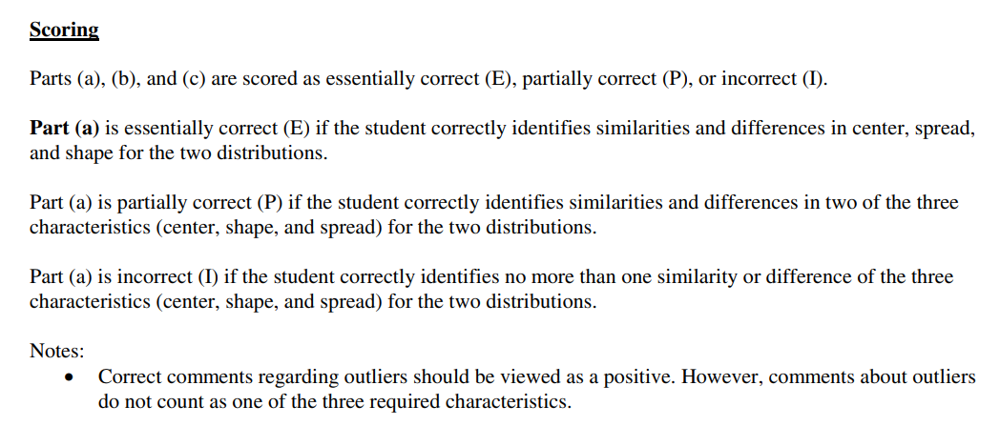 Scoring
Parts (a), (b), and (c) are scored as essentially correct (E), partially correct (P), or incorrect (I).
Part (a) is essentially correct (E) if the student correctly identifies similarities and differences in center, spread,
and shape for the two distributions.
Part (a) is partially correct (P) if the student correctly identifies similarities and differences in two of the three
characteristics (center, shape, and spread) for the two distributions.
Part (a) is incorrect (I) if the student correctly identifies no more than one similarity or difference of the three
characteristics (center, shape, and spread) for the two distributions.
Notes:
• Correct comments regarding outliers should be viewed as a positive. However, comments about outliers
do not count as one of the three required characteristics.